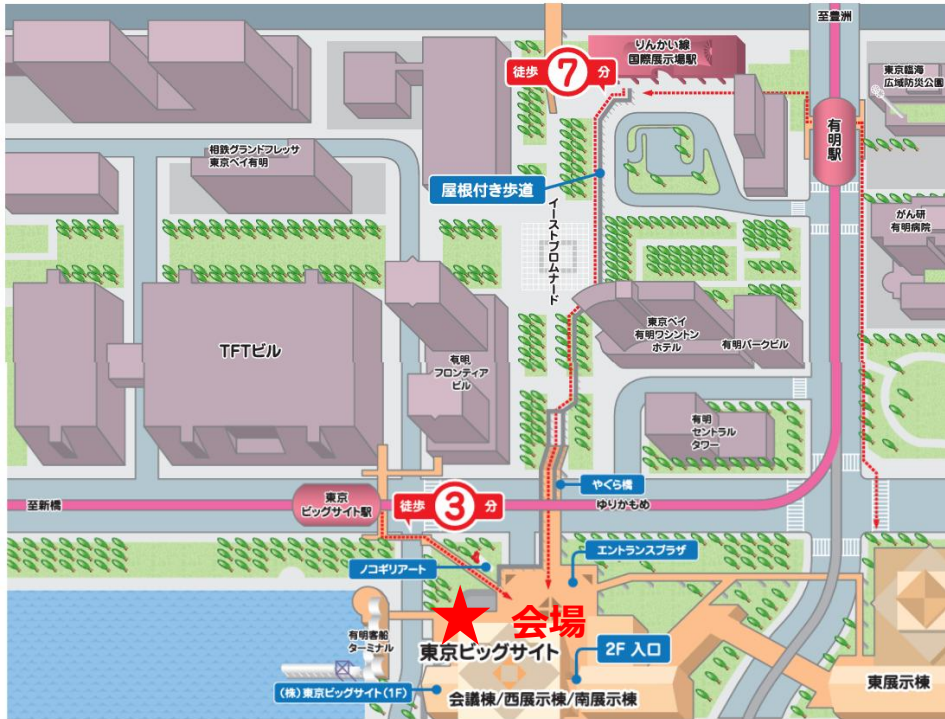 至豊洲
りんかい線
国際展示場駅
徒歩 7 分
東京臨海
広域防災公園
有明駅
相鉄グランドフレッサ
東京ベイ有明
屋根付き歩道
イーストプロムナード
がん研
有明病院
東京ベイ
有明ワシントン
ホテル
有明パークビル
TFTビル
有明
フロンティア
ビル
有明
セントラル
タワー
やぐら橋
至新橋
東京
ビッグサイト駅
徒歩 3 分
ゆりかもめ
エントランスプラザ
ノコギリアート
会場
有明客船
ターミナル
東京ビッグサイト
2F 入口
東展示棟
(株)東京ビッグサイト(1F)
会議棟/西展示棟/南展示棟